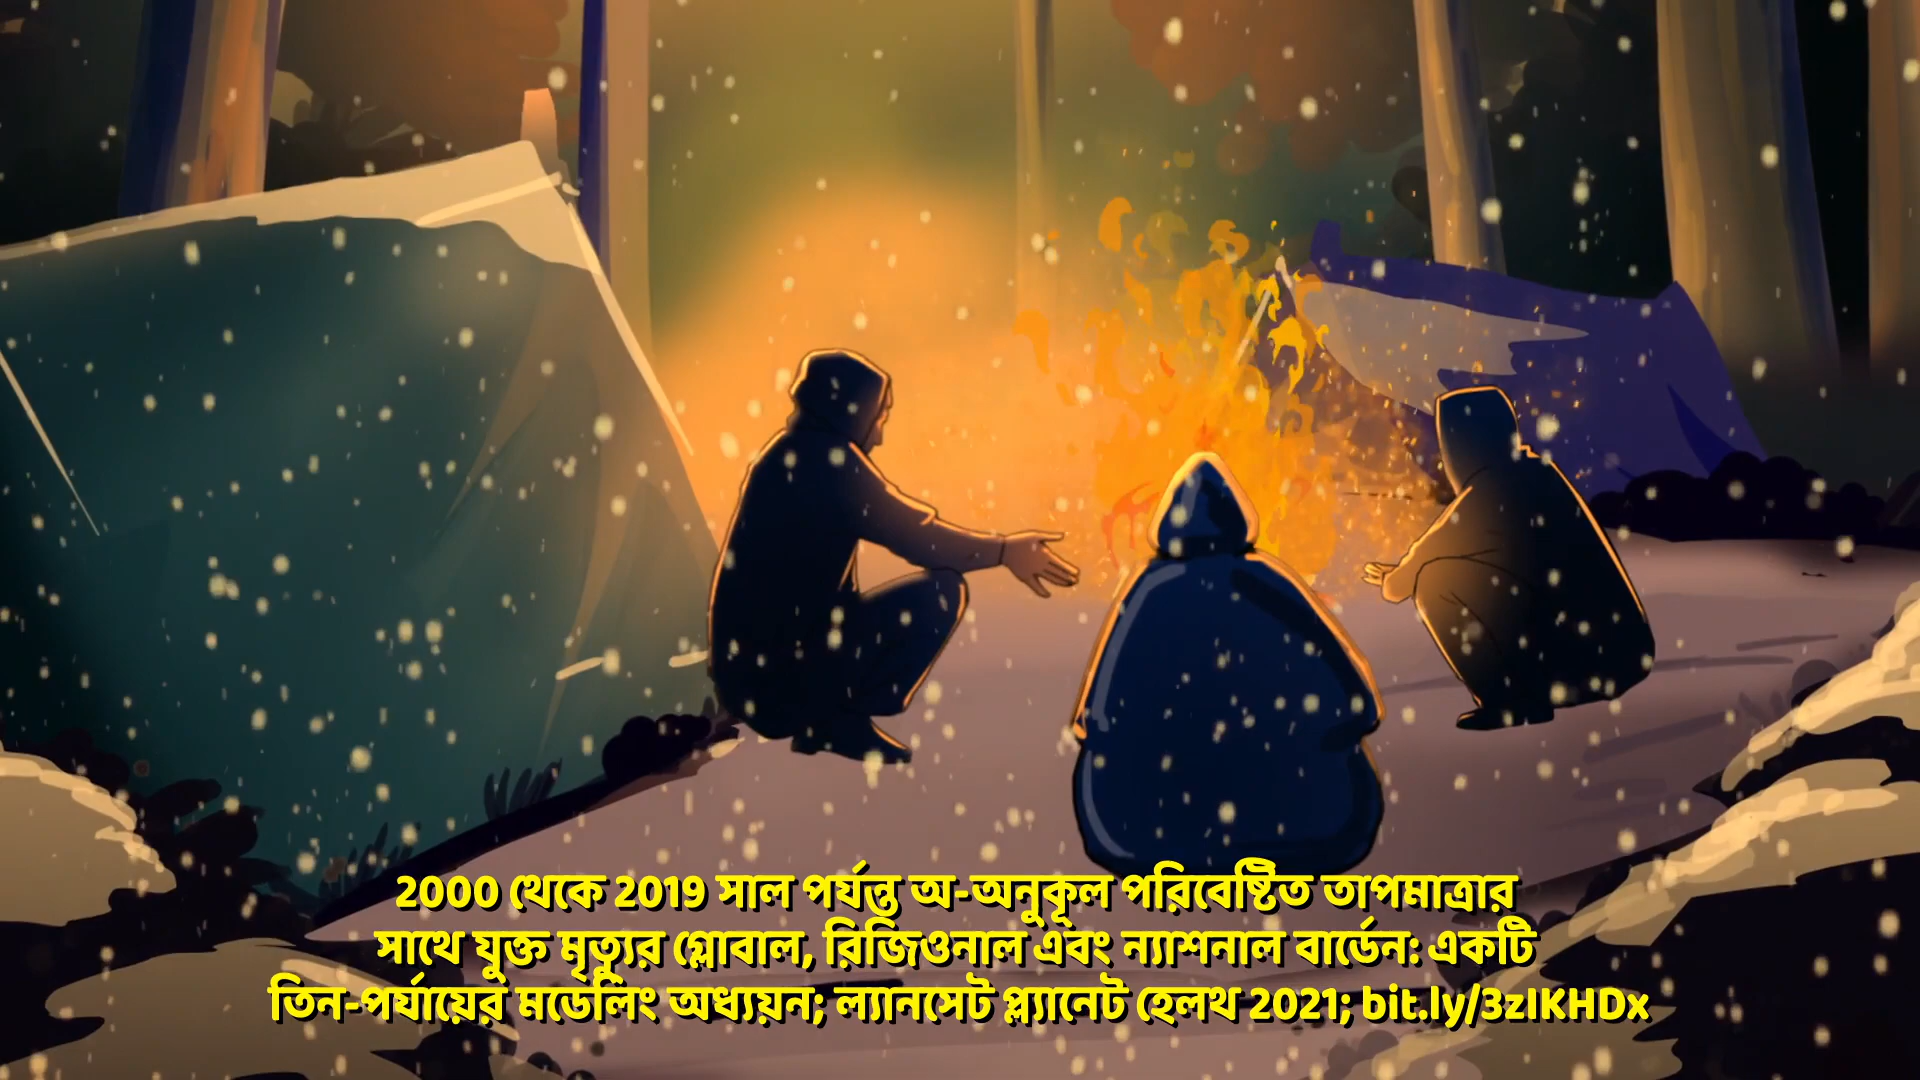 2000 থেকে 2019 সাল পর্যন্ত অ-অনুকূল পরিবেষ্টিত তাপমাত্রার
সাথে যুক্ত মৃত্যুর গ্লোবাল, রিজিওনাল এবং ন্যাশনাল বার্ডেন: একটি
তিন-পর্যায়ের মডেলিং অধ্যয়ন; ল্যানসেট প্ল্যানেট হেলথ 2021; bit.ly/3zIKHDx